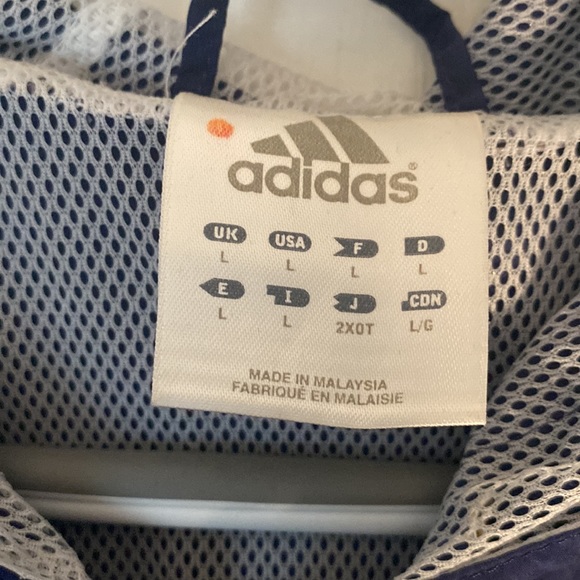 adidas®
UK USA F D
L L L L
E I J CDN
L L 2XOT L/G
MADE IN MALAYSIA
FABRIQUÉ EN MALAISIE